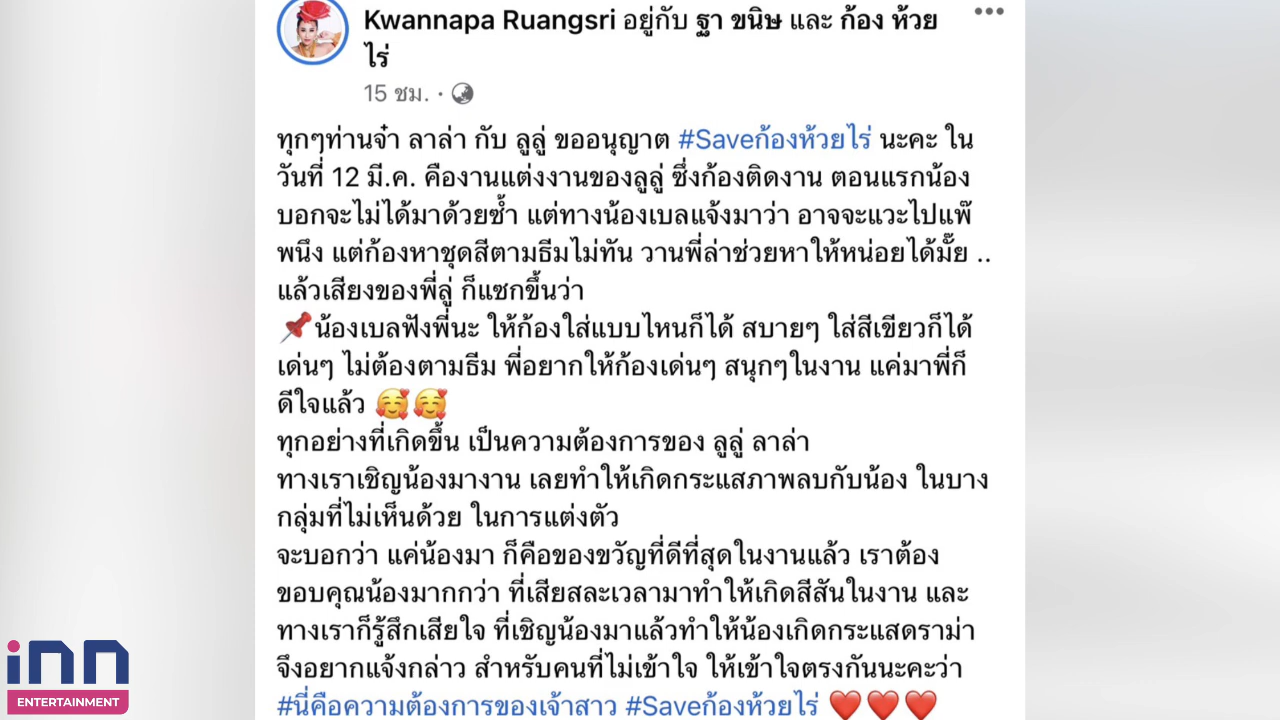 Kwannapa Ruangsri อยู่กับ ฐา ขนิษ และ ก้อง ห้วย
ไร่
15 ชม. ·
ทุกๆท่านจ๋า ลาล่า กับ ลูลู่ ขออนุญาต #Saveก้องห้วยไร่ นะคะ ใน
วันที่ 12 มี.ค. คืองานแต่งงานของลูลู่ ซึ่งก้องติดงาน ตอนแรกน้อง
บอกจะไม่ได้มาด้วยซ้ำ แต่ทางน้องเบลแจ้งมาว่า อาจจะแวะไปแพ๊
พนึง แต่ก้องหาชุดสีตามธีมไม่ทัน วานพี่ล่าช่วยหาให้หน่อยได้มั๊ย ..
แล้วเสียงของพี่ลู่ ก็แซกขึ้นว่า
📌น้องเบลฟังพี่นะ ให้ก้องใส่แบบไหนก็ได้ สบายๆ ใส่สีเขียวก็ได้
เด่นๆ ไม่ต้องตามธีม พี่อยากให้ก้องเด่นๆ สนุกๆในงาน แค่มาพี่ก็
ดีใจแล้ว 🥰🥰
ทุกอย่างที่เกิดขึ้น เป็นความต้องการของ ลูลู่ ลาล่า
ทางเราเชิญน้องมางาน เลยทำให้เกิดกระแสภาพลบกับน้อง ในบาง
กลุ่มที่ไม่เห็นด้วย ในการแต่งตัว
จะบอกว่า แค่น้องมา ก็คือของขวัญที่ดีที่สุดในงานแล้ว เราต้อง
ขอบคุณน้องมากกว่า ที่เสียสละเวลามาทำให้เกิดสีสันในงาน และ
ทางเราก็รู้สึกเสียใจ ที่เชิญน้องมาแล้วทำให้น้องเกิดกระแสดราม่า
จึงอยากแจ้งกล่าว สำหรับคนที่ไม่เข้าใจ ให้เข้าใจตรงกันนะคะว่า
#นี่คือความต้องการของเจ้าสาว #Saveก้องห้วยไร่ ❤️❤️❤️
inn
ENTERTAINMENT